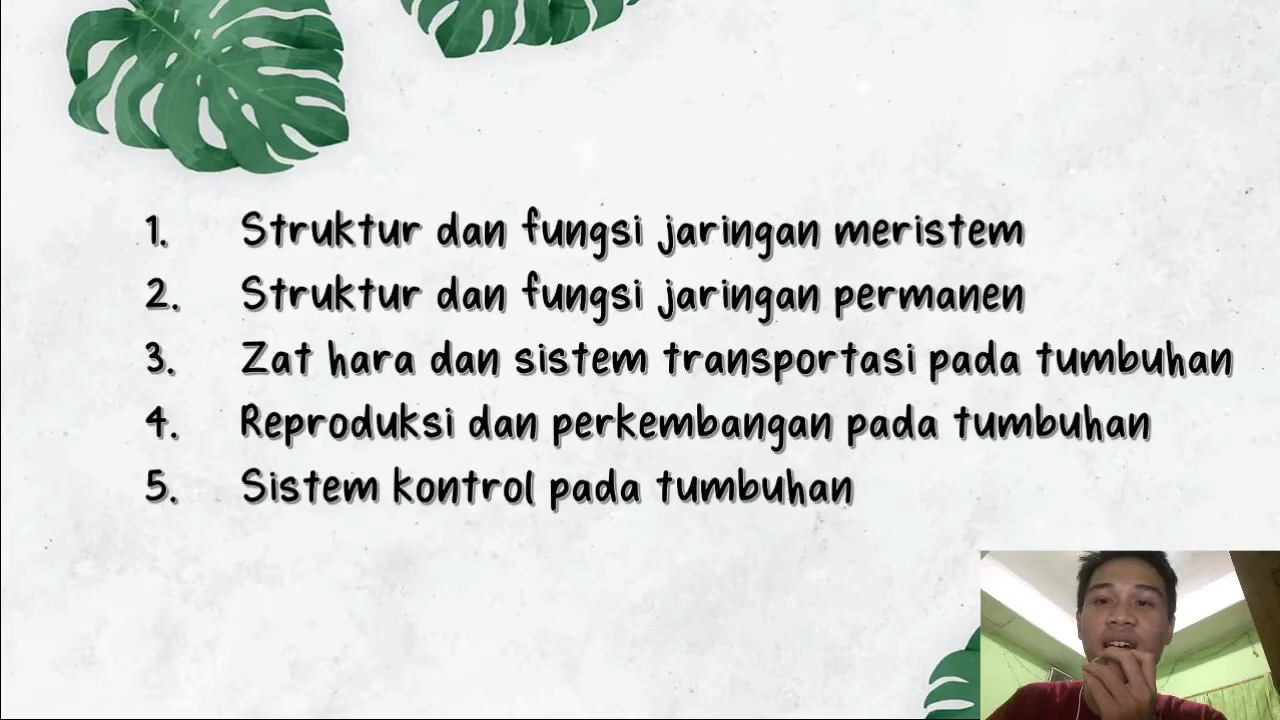 1. Struktur dan fungsi jaringan meristem
2. Struktur dan fungsi jaringan permanen
3. Zat hara dan sistem transportasi pada tumbuhan
4. Reproduksi dan perkembangan pada tumbuhan
5. Sistem kontrol pada tumbuhan